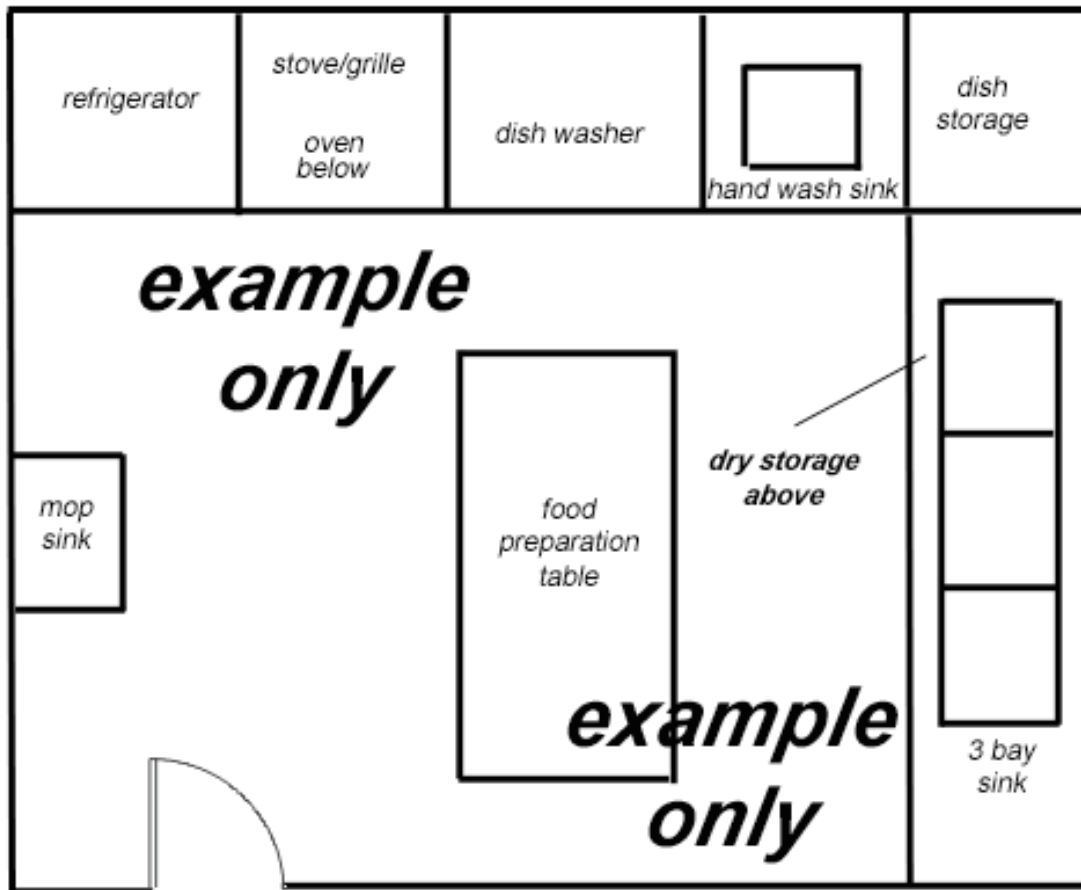 refrigerator
stove/grille
oven
below
dish washer
hand wash sink
dish
storage
example
only
dry storage
above
mop
sink
food
preparation
table
example
only
3 bay
sink